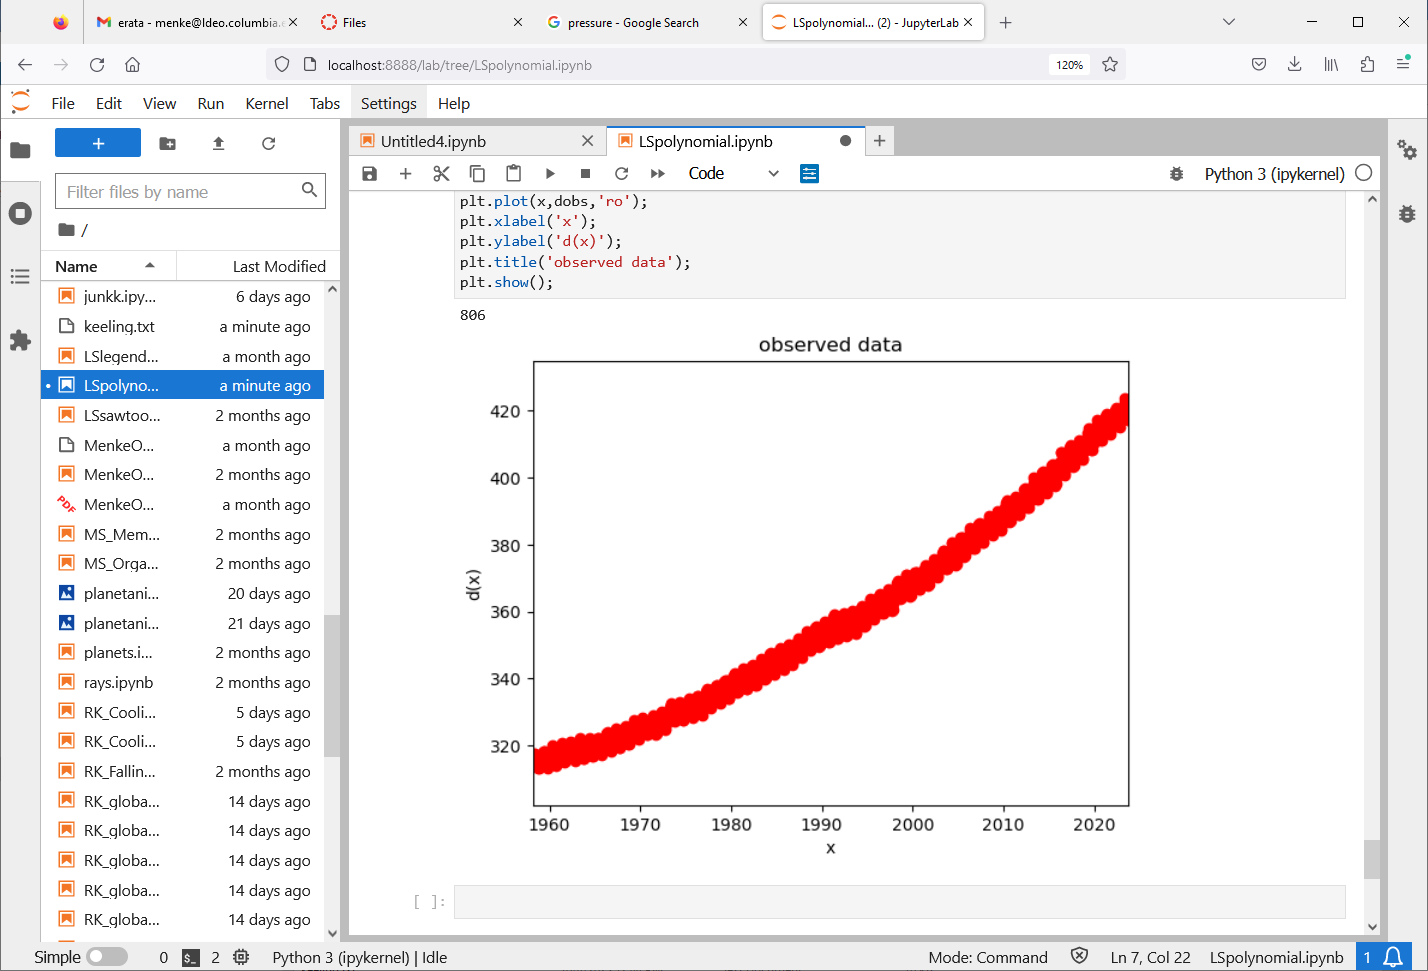 erata - menke@ldeo.columbia.e
Files
pressure - Google Search
LSpolynomial... (2) - JupyterLab
localhost:8888/lab/tree/LSpolynomial.ipynb
120%
File Edit View Run Kernel Tabs Settings Help
Untitled4.ipynb
LSpolynomial.ipynb
Code
Python 3 (ipykernel)
Filter files by name
/
Name Last Modified
junkk.ipy... 6 days ago
keeling.txt a minute ago
LSlegend... a month ago
LSpolyno... a minute ago
LSsawtoo... 2 months ago
MenkeO... a month ago
MenkeO... 2 months ago
PDF MenkeO... a month ago
MS_Mem... 2 months ago
MS_Orga... 2 months ago
planetani... 20 days ago
planetani... 21 days ago
planets.i... 2 months ago
rays.ipynb 2 months ago
RK_Cooli... 5 days ago
RK_Cooli... 5 days ago
RK_Fallin... 2 months ago
RK_globa... 14 days ago
RK_globa... 14 days ago
RK_globa... 14 days ago
RK_globa... 14 days ago
RK_globa... 14 days ago
plt.plot(x,dobs,'ro');
plt.xlabel('x');
plt.ylabel('d(x)');
plt.title('observed data');
plt.show();
806
observed data
420
400
380
360
340
320
d(x)
1960 1970 1980 1990 2000 2010 2020
x
[ ]:
Simple 0 $_ 2 Python 3 (ipykernel) | Idle Mode: Command Ln 7, Col 22 LSpolynomial.ipynb 1